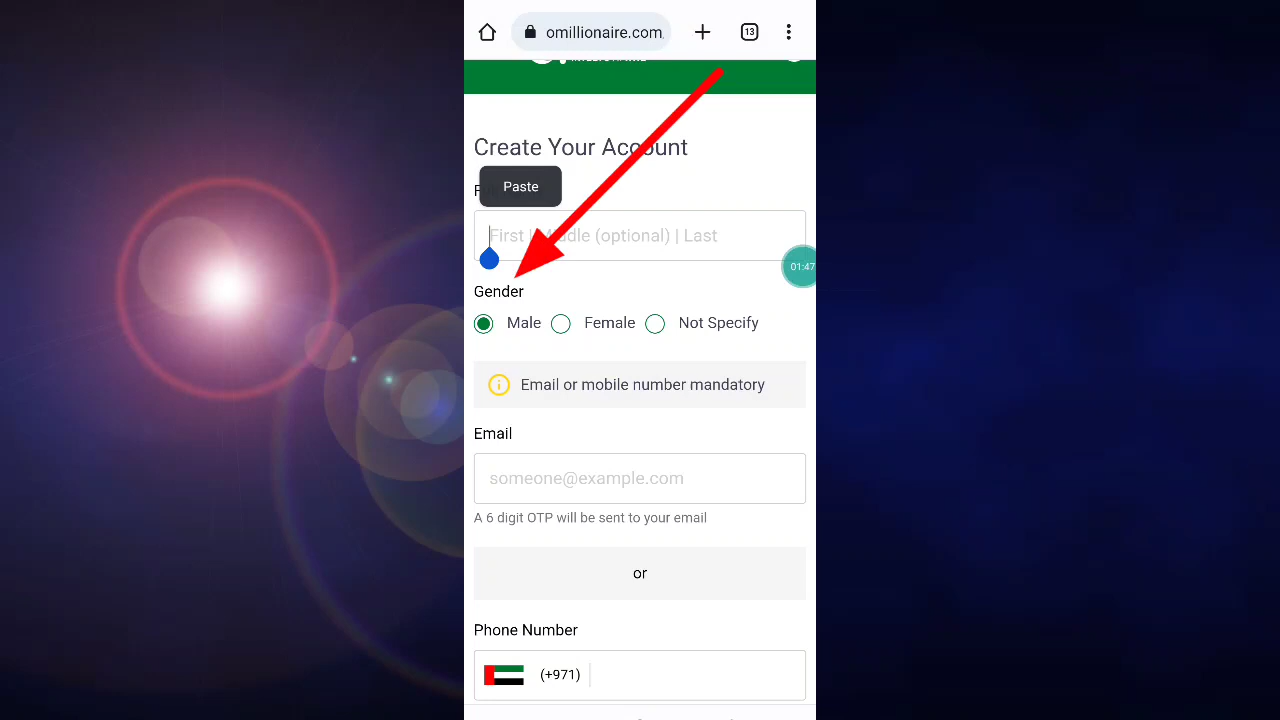 omillionaire.com
13
Create Your Account
Paste
First | Middle (optional) | Last
01:47
Gender
Male Female Not Specify
Email or mobile number mandatory
Email
someone@example.com
A 6 digit OTP will be sent to your email
or
Phone Number
(+971)